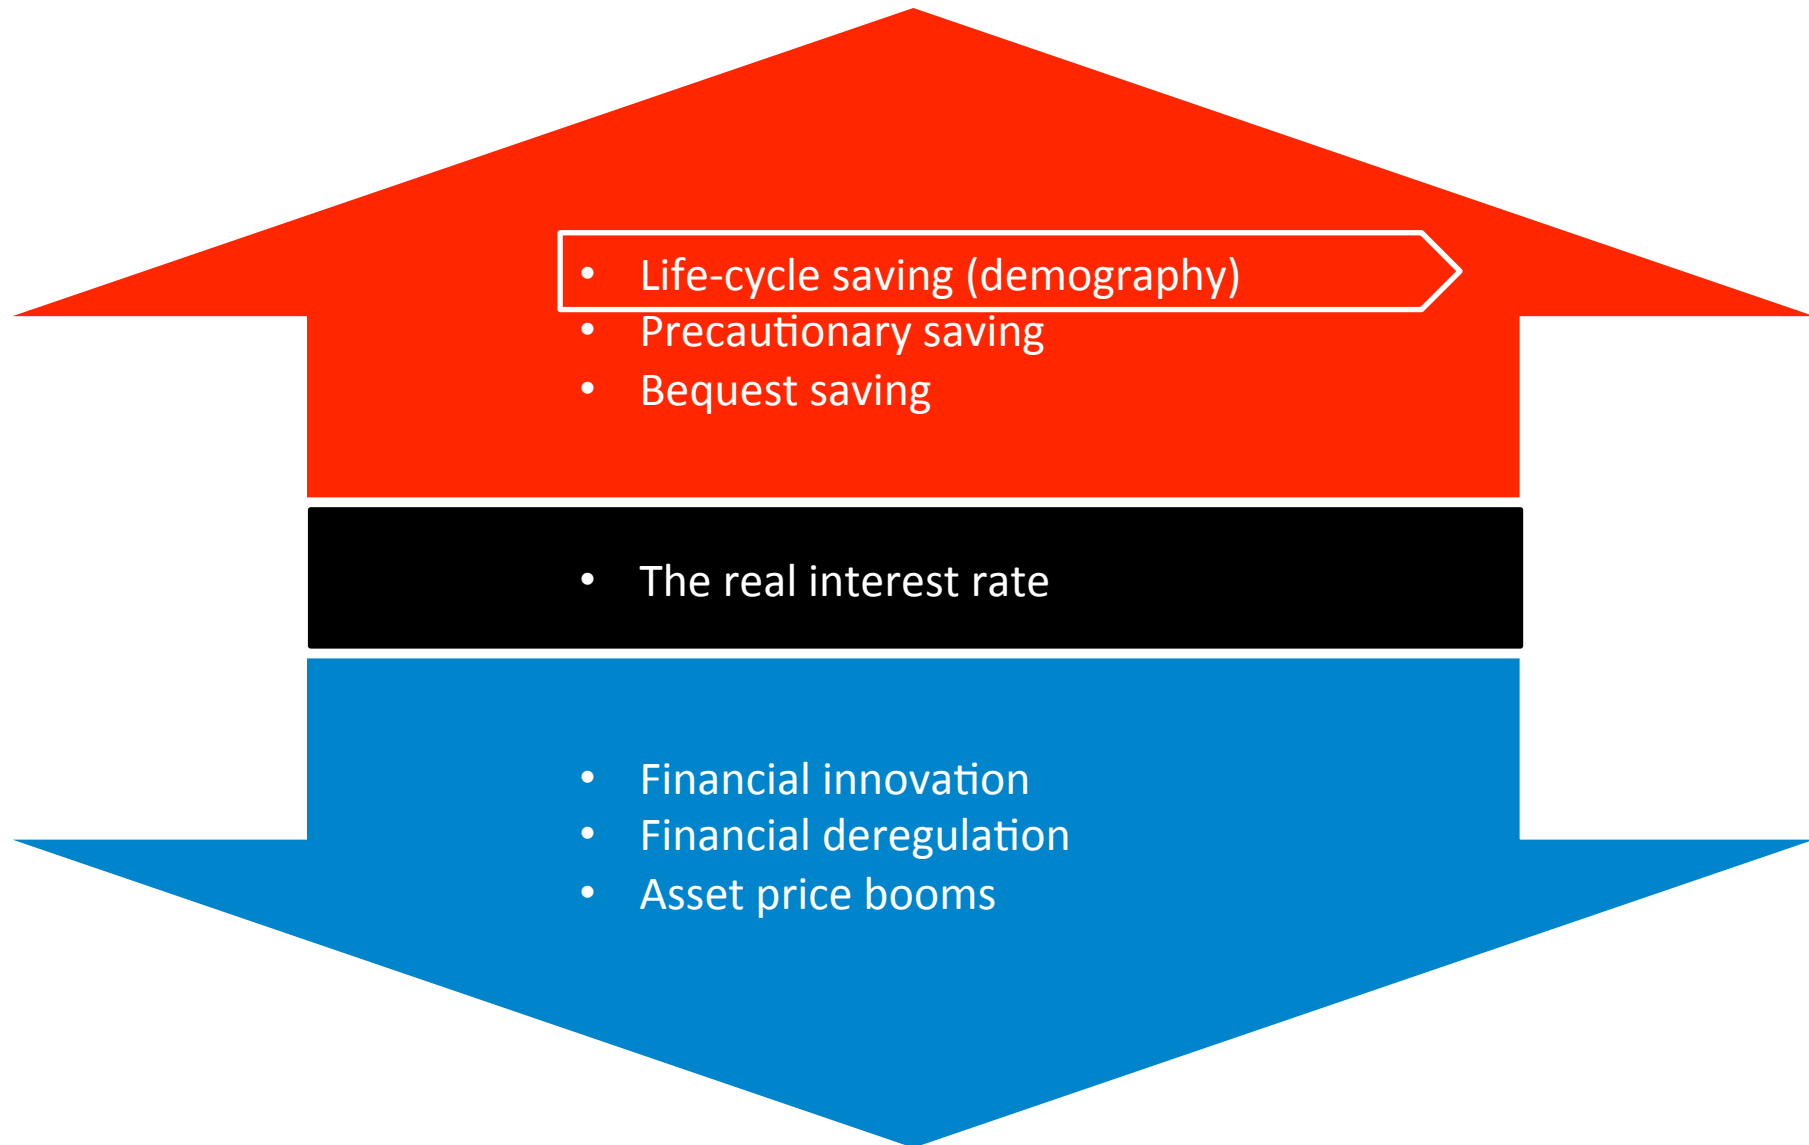 • Life-cycle saving (demography)
• Precautionary saving
• Bequest saving
• The real interest rate
• Financial innovation
• Financial deregulation
• Asset price booms